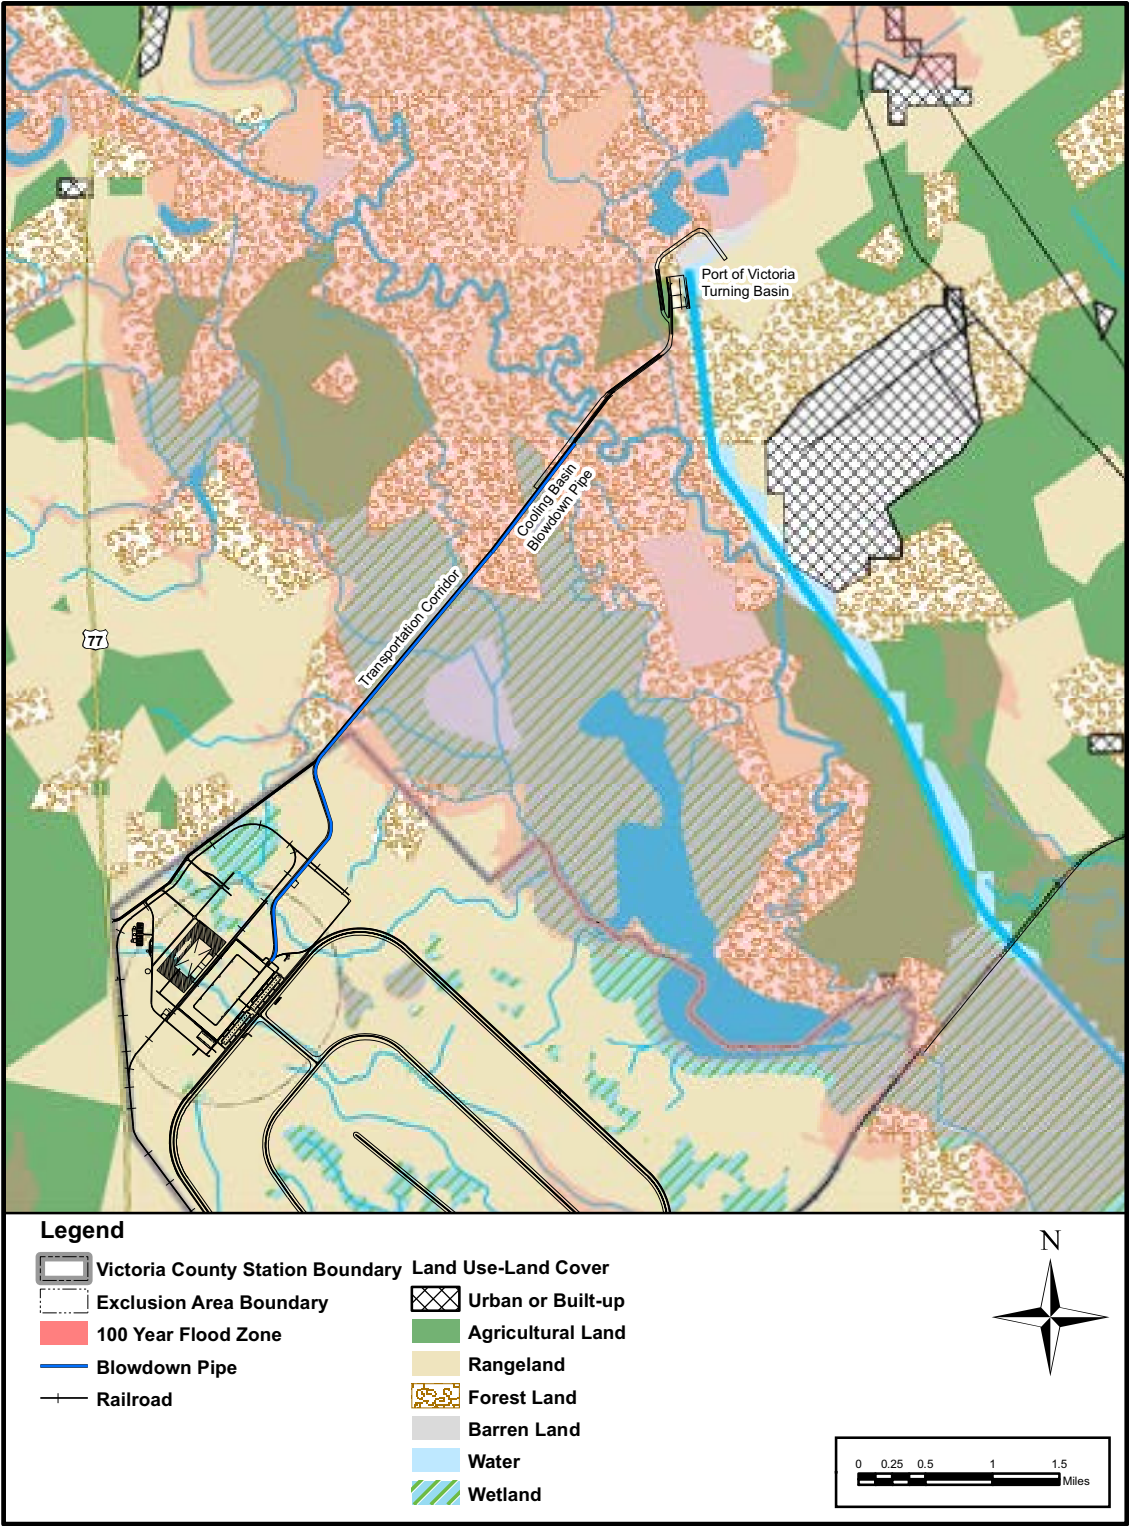 Port of Victoria
Turning Basin
Cooling Basin
Blowdown Pipe
Transportation Corridor
77
Legend
Victoria County Station Boundary
Exclusion Area Boundary
100 Year Flood Zone
Blowdown Pipe
Railroad
Land Use-Land Cover
Urban or Built-up
Agricultural Land
Rangeland
Forest Land
Barren Land
Water
Wetland
N
0 0.25 0.5 1 1.5
Miles